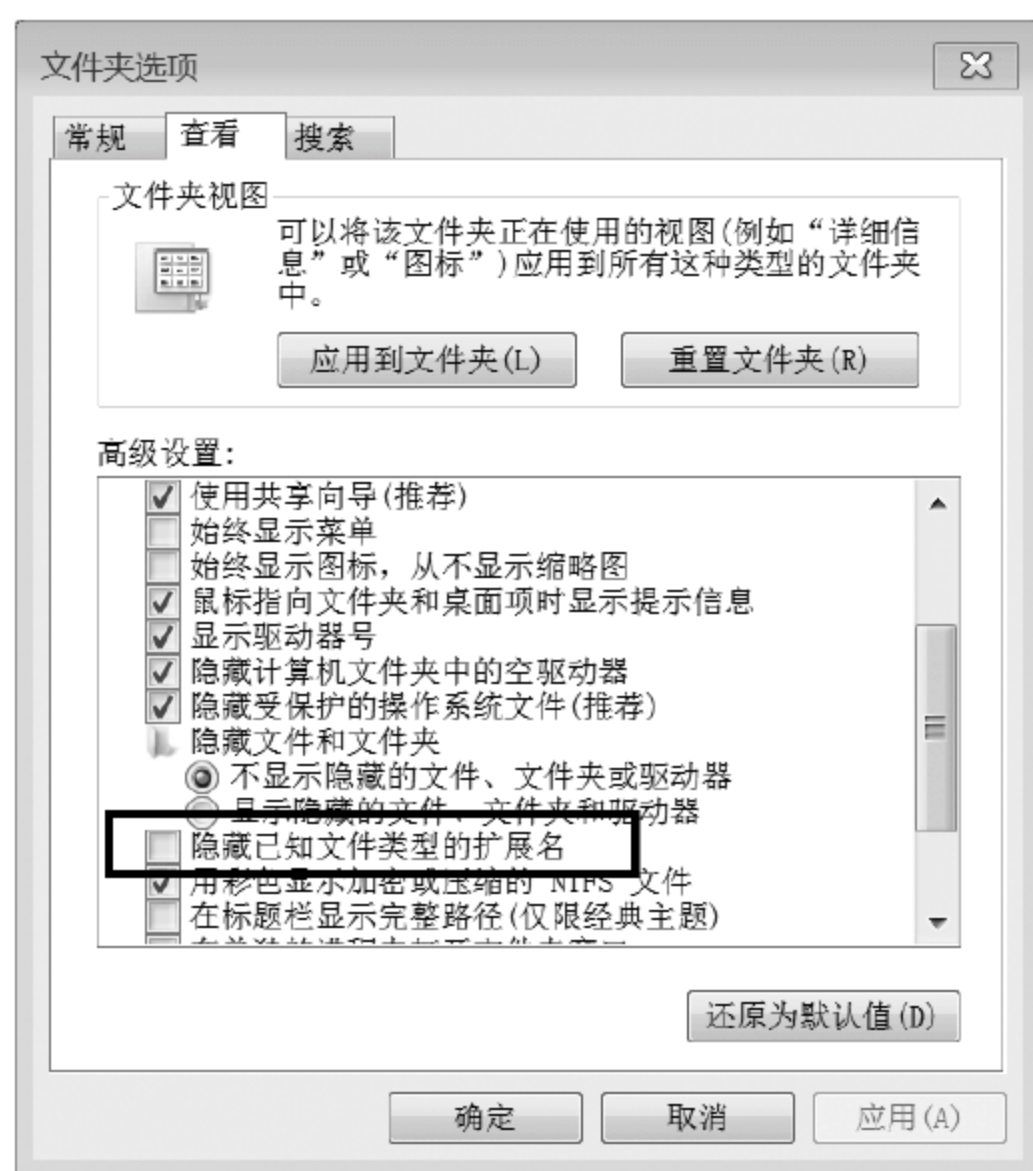 文件夹选项
常规 查看 搜索
文件夹视图
可以将该文件夹正在使用的视图(例如“详细信
息”或“图标”)应用到所有这种类型的文件夹
中。
应用到文件夹(L) 重置文件夹(R)
高级设置:
使用共享向导(推荐)
始终显示菜单
始终显示图标，从不显示缩略图
鼠标指向文件夹和桌面项时显示提示信息
显示驱动器号
隐藏计算机文件夹中的空驱动器
隐藏受保护的操作系统文件(推荐)
隐藏文件和文件夹
不显示隐藏的文件、文件夹或驱动器
显示隐藏的文件、文件夹和驱动器
隐藏已知文件类型的扩展名
用彩色显示加密或压缩的 NTFS 文件
在标题栏显示完整路径(仅限经典主题)
还原为默认值(D)
确定 取消 应用(A)